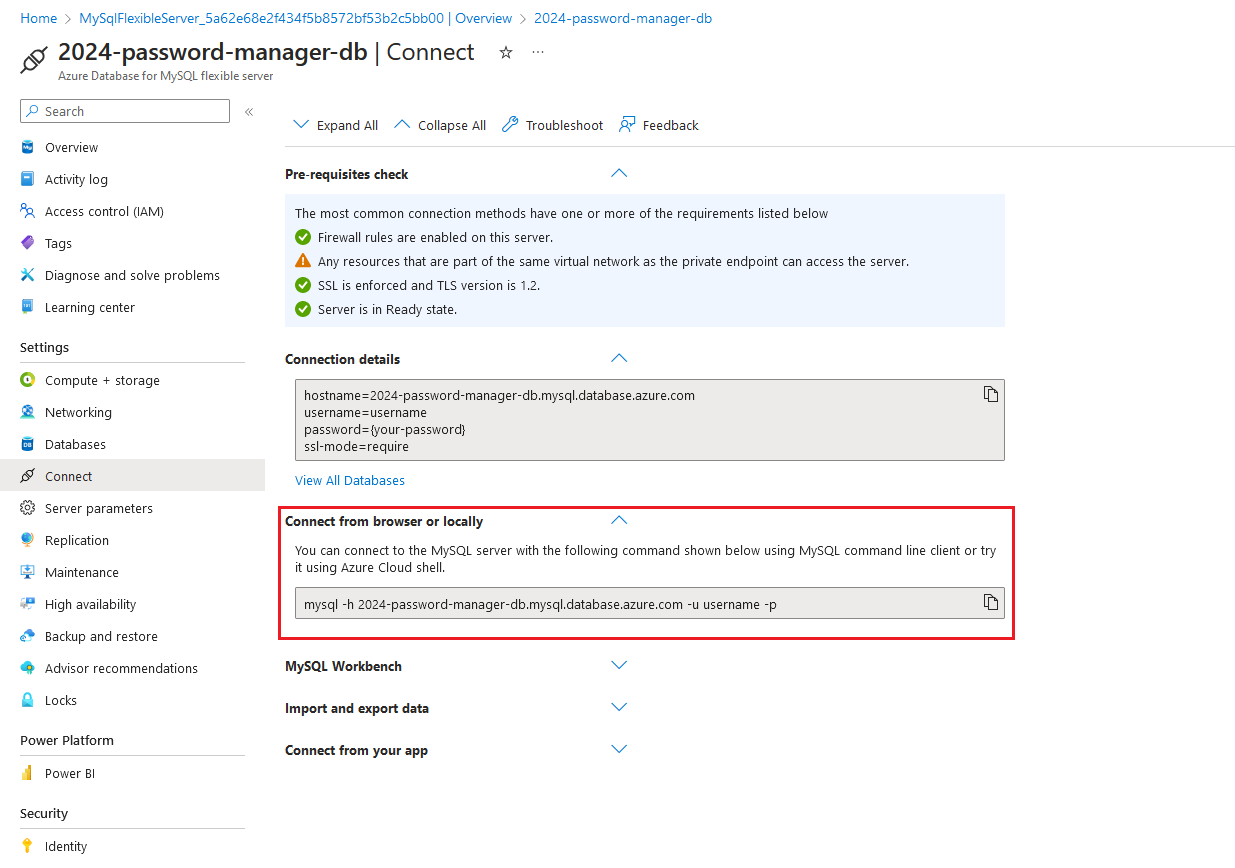 Home > MySqlFlexibleServer_5a62e68e2f434f5b8572bf53b2c5bb00 | Overview > 2024-password-manager-db
2024-password-manager-db | Connect
Azure Database for MySQL flexible server
Search
Overview
Activity log
Access control (IAM)
Tags
Diagnose and solve problems
Learning center
Settings
Compute + storage
Networking
Databases
Connect
Server parameters
Replication
Maintenance
High availability
Backup and restore
Advisor recommendations
Locks
Power Platform
Power BI
Security
Identity
Expand All Collapse All Troubleshoot Feedback
Pre-requisites check
The most common connection methods have one or more of the requirements listed below
Firewall rules are enabled on this server.
Any resources that are part of the same virtual network as the private endpoint can access the server.
SSL is enforced and TLS version is 1.2.
Server is in Ready state.
Connection details
hostname=2024-password-manager-db.mysql.database.azure.com
username=username
password={your-password}
ssl-mode=require
View All Databases
Connect from browser or locally
You can connect to the MySQL server with the following command shown below using MySQL command line client or try
it using Azure Cloud shell.
mysql -h 2024-password-manager-db.mysql.database.azure.com -u username -p
MySQL Workbench
Import and export data
Connect from your app